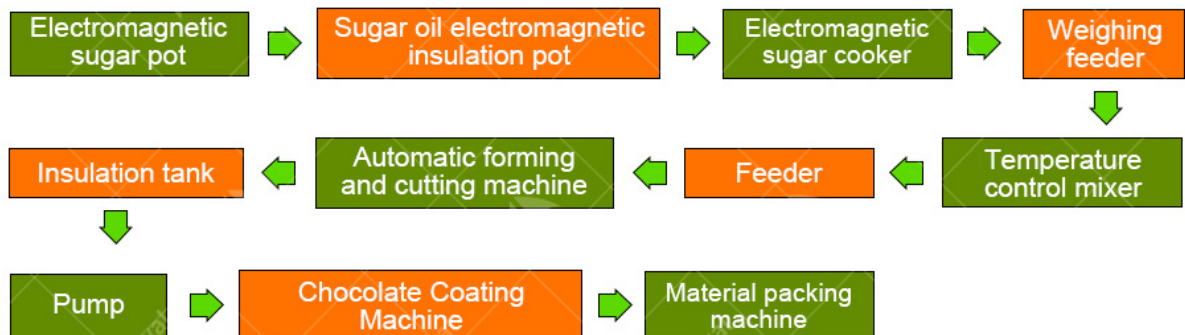 Electromagnetic
sugar pot
Sugar oil electromagnetic
insulation pot
Electromagnetic
sugar cooker
Weighing
feeder
Temperature
control mixer
Feeder
Automatic forming
and cutting machine
Insulation tank
Pump
Chocolate Coating
Machine
Material packing
machine